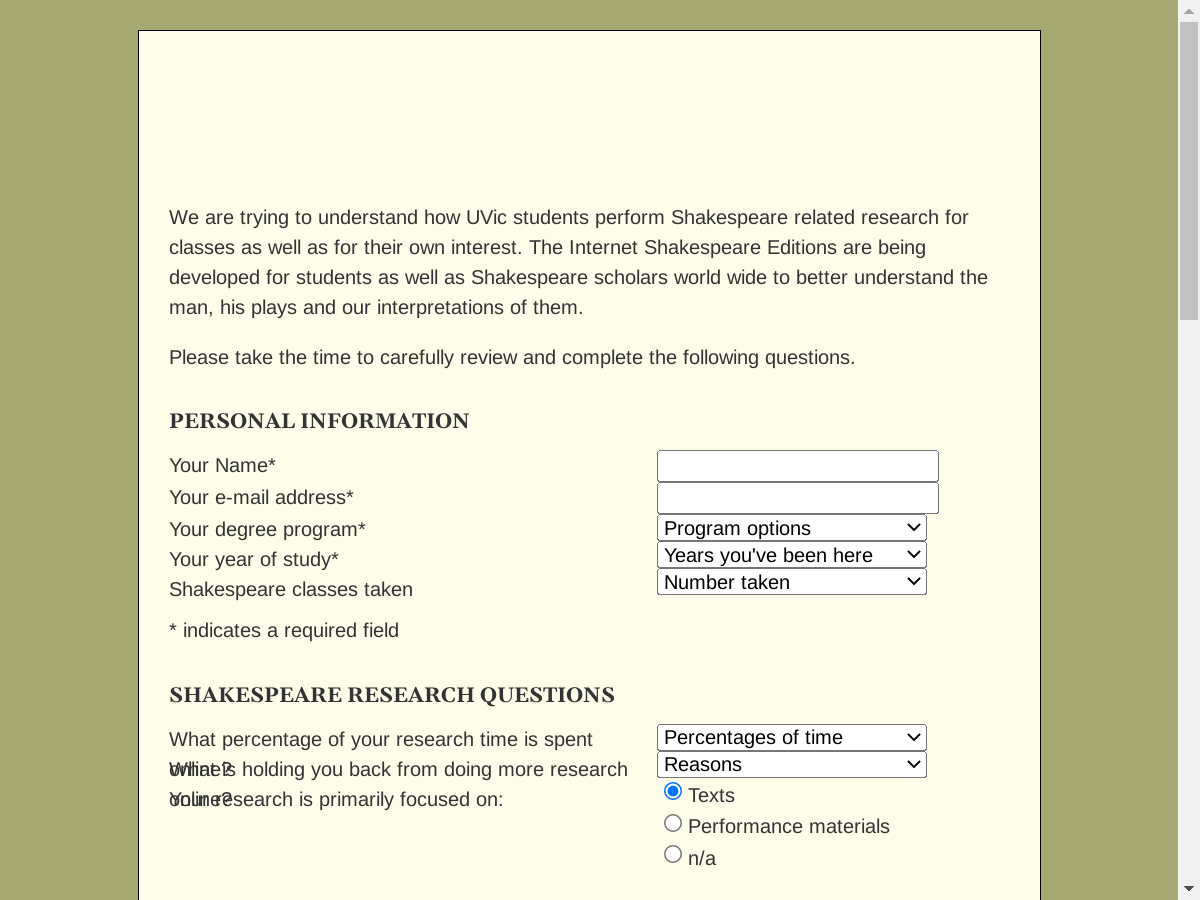 We are trying to understand how UVic students perform Shakespeare related research for
classes as well as for their own interest. The Internet Shakespeare Editions are being
developed for students as well as Shakespeare scholars world wide to better understand the
man, his plays and our interpretations of them.
Please take the time to carefully review and complete the following questions.
PERSONAL INFORMATION
Your Name*
Your e-mail address*
Your degree program* Program options
Your year of study* Years you've been here
Shakespeare classes taken Number taken
* indicates a required field
SHAKESPEARE RESEARCH QUESTIONS
What percentage of your research time is spent Percentages of time
online?
What is holding you back from doing more research Reasons
online?
Your research is primarily focused on: Texts
Performance materials
n/a